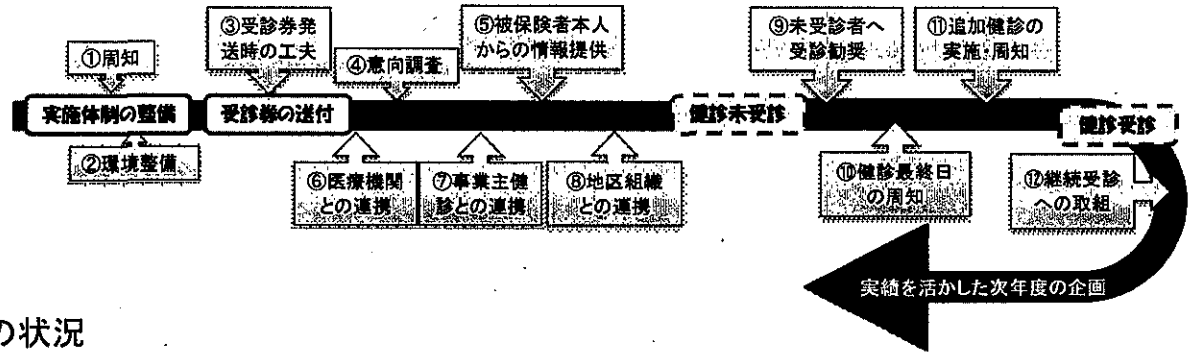 ①周知
③受診券発
送時の工夫
④意向調査
⑤被保険者本人
からの情報提供
⑨未受診者へ
受診勧奨
⑪追加健診の
実施・周知
実施体制の整備
受診券の送付
健診未受診
健診受診
②環境整備
⑥医療機関
との連携
⑦事業主健
診との連携
⑧地区組織
との連携
⑩健診最終日
の周知
⑫継続受診
への取組
実績を活かした次年度の企画
の状況